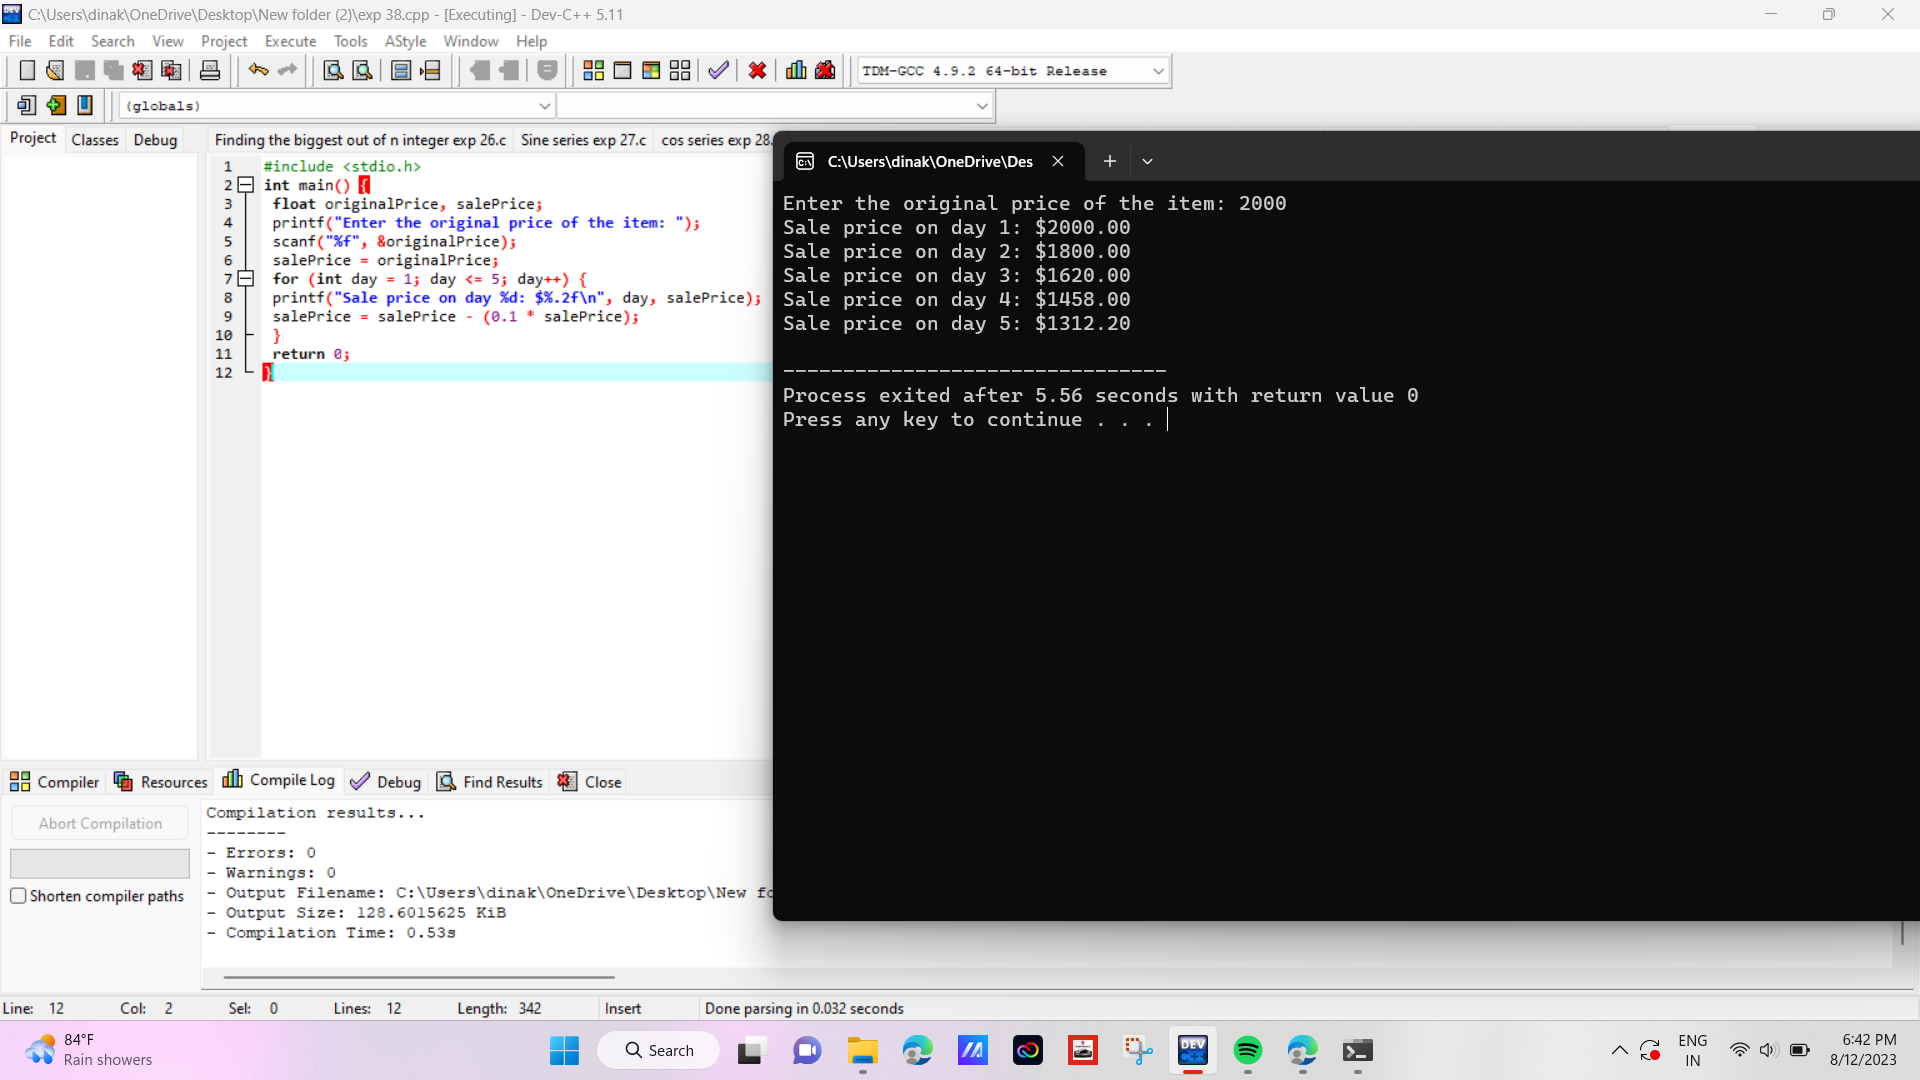 C:\Users\dinak\OneDrive\Desktop\New folder (2)\exp 38.cpp - [Executing] - Dev-C++ 5.11
File Edit Search View Project Execute Tools AStyle Window Help
TDM-GCC 4.9.2 64-bit Release
(globals)
Project Classes Debug
Finding the biggest out of n integer exp 26.c Sine series exp 27.c cos series exp 28.
1 #include <stdio.h>
2 int main() {
3 float originalPrice, salePrice;
4 printf("Enter the original price of the item: ");
5 scanf("%f", &originalPrice);
6 salePrice = originalPrice;
7 for (int day = 1; day <= 5; day++) {
8 printf("Sale price on day %d: $%.2f\n", day, salePrice);
9 salePrice = salePrice - (0.1 * salePrice);
10 }
11 return 0;
12 }
C:\Users\dinak\OneDrive\Des
Enter the original price of the item: 2000
Sale price on day 1: $2000.00
Sale price on day 2: $1800.00
Sale price on day 3: $1620.00
Sale price on day 4: $1458.00
Sale price on day 5: $1312.20
--------------------------------
Process exited after 5.56 seconds with return value 0
Press any key to continue . . .
Compiler Resources Compile Log Debug Find Results Close
Abort Compilation
Shorten compiler paths
Compilation results...
--------
- Errors: 0
- Warnings: 0
- Output Filename: C:\Users\dinak\OneDrive\Desktop\New fo
- Output Size: 128.6015625 KiB
- Compilation Time: 0.53s
Line: 12 Col: 2 Sel: 0 Lines: 12 Length: 342 Insert Done parsing in 0.032 seconds
84°F
Rain showers
Search
DEV C++
ENG
IN
6:42 PM
8/12/2023